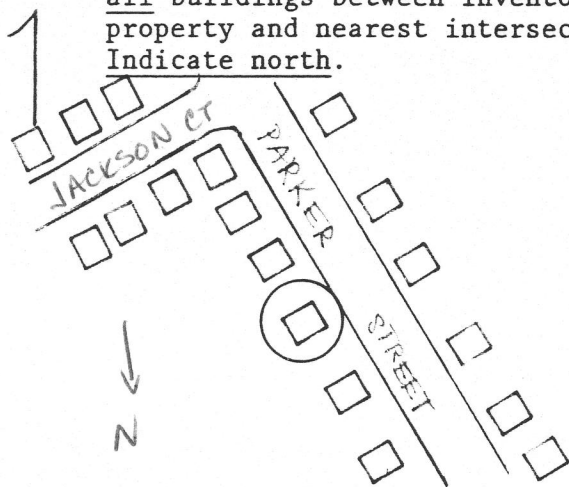 all buildings between invento
property and nearest intersec
Indicate north.
JACKSON CT
PARKER
STREET
N